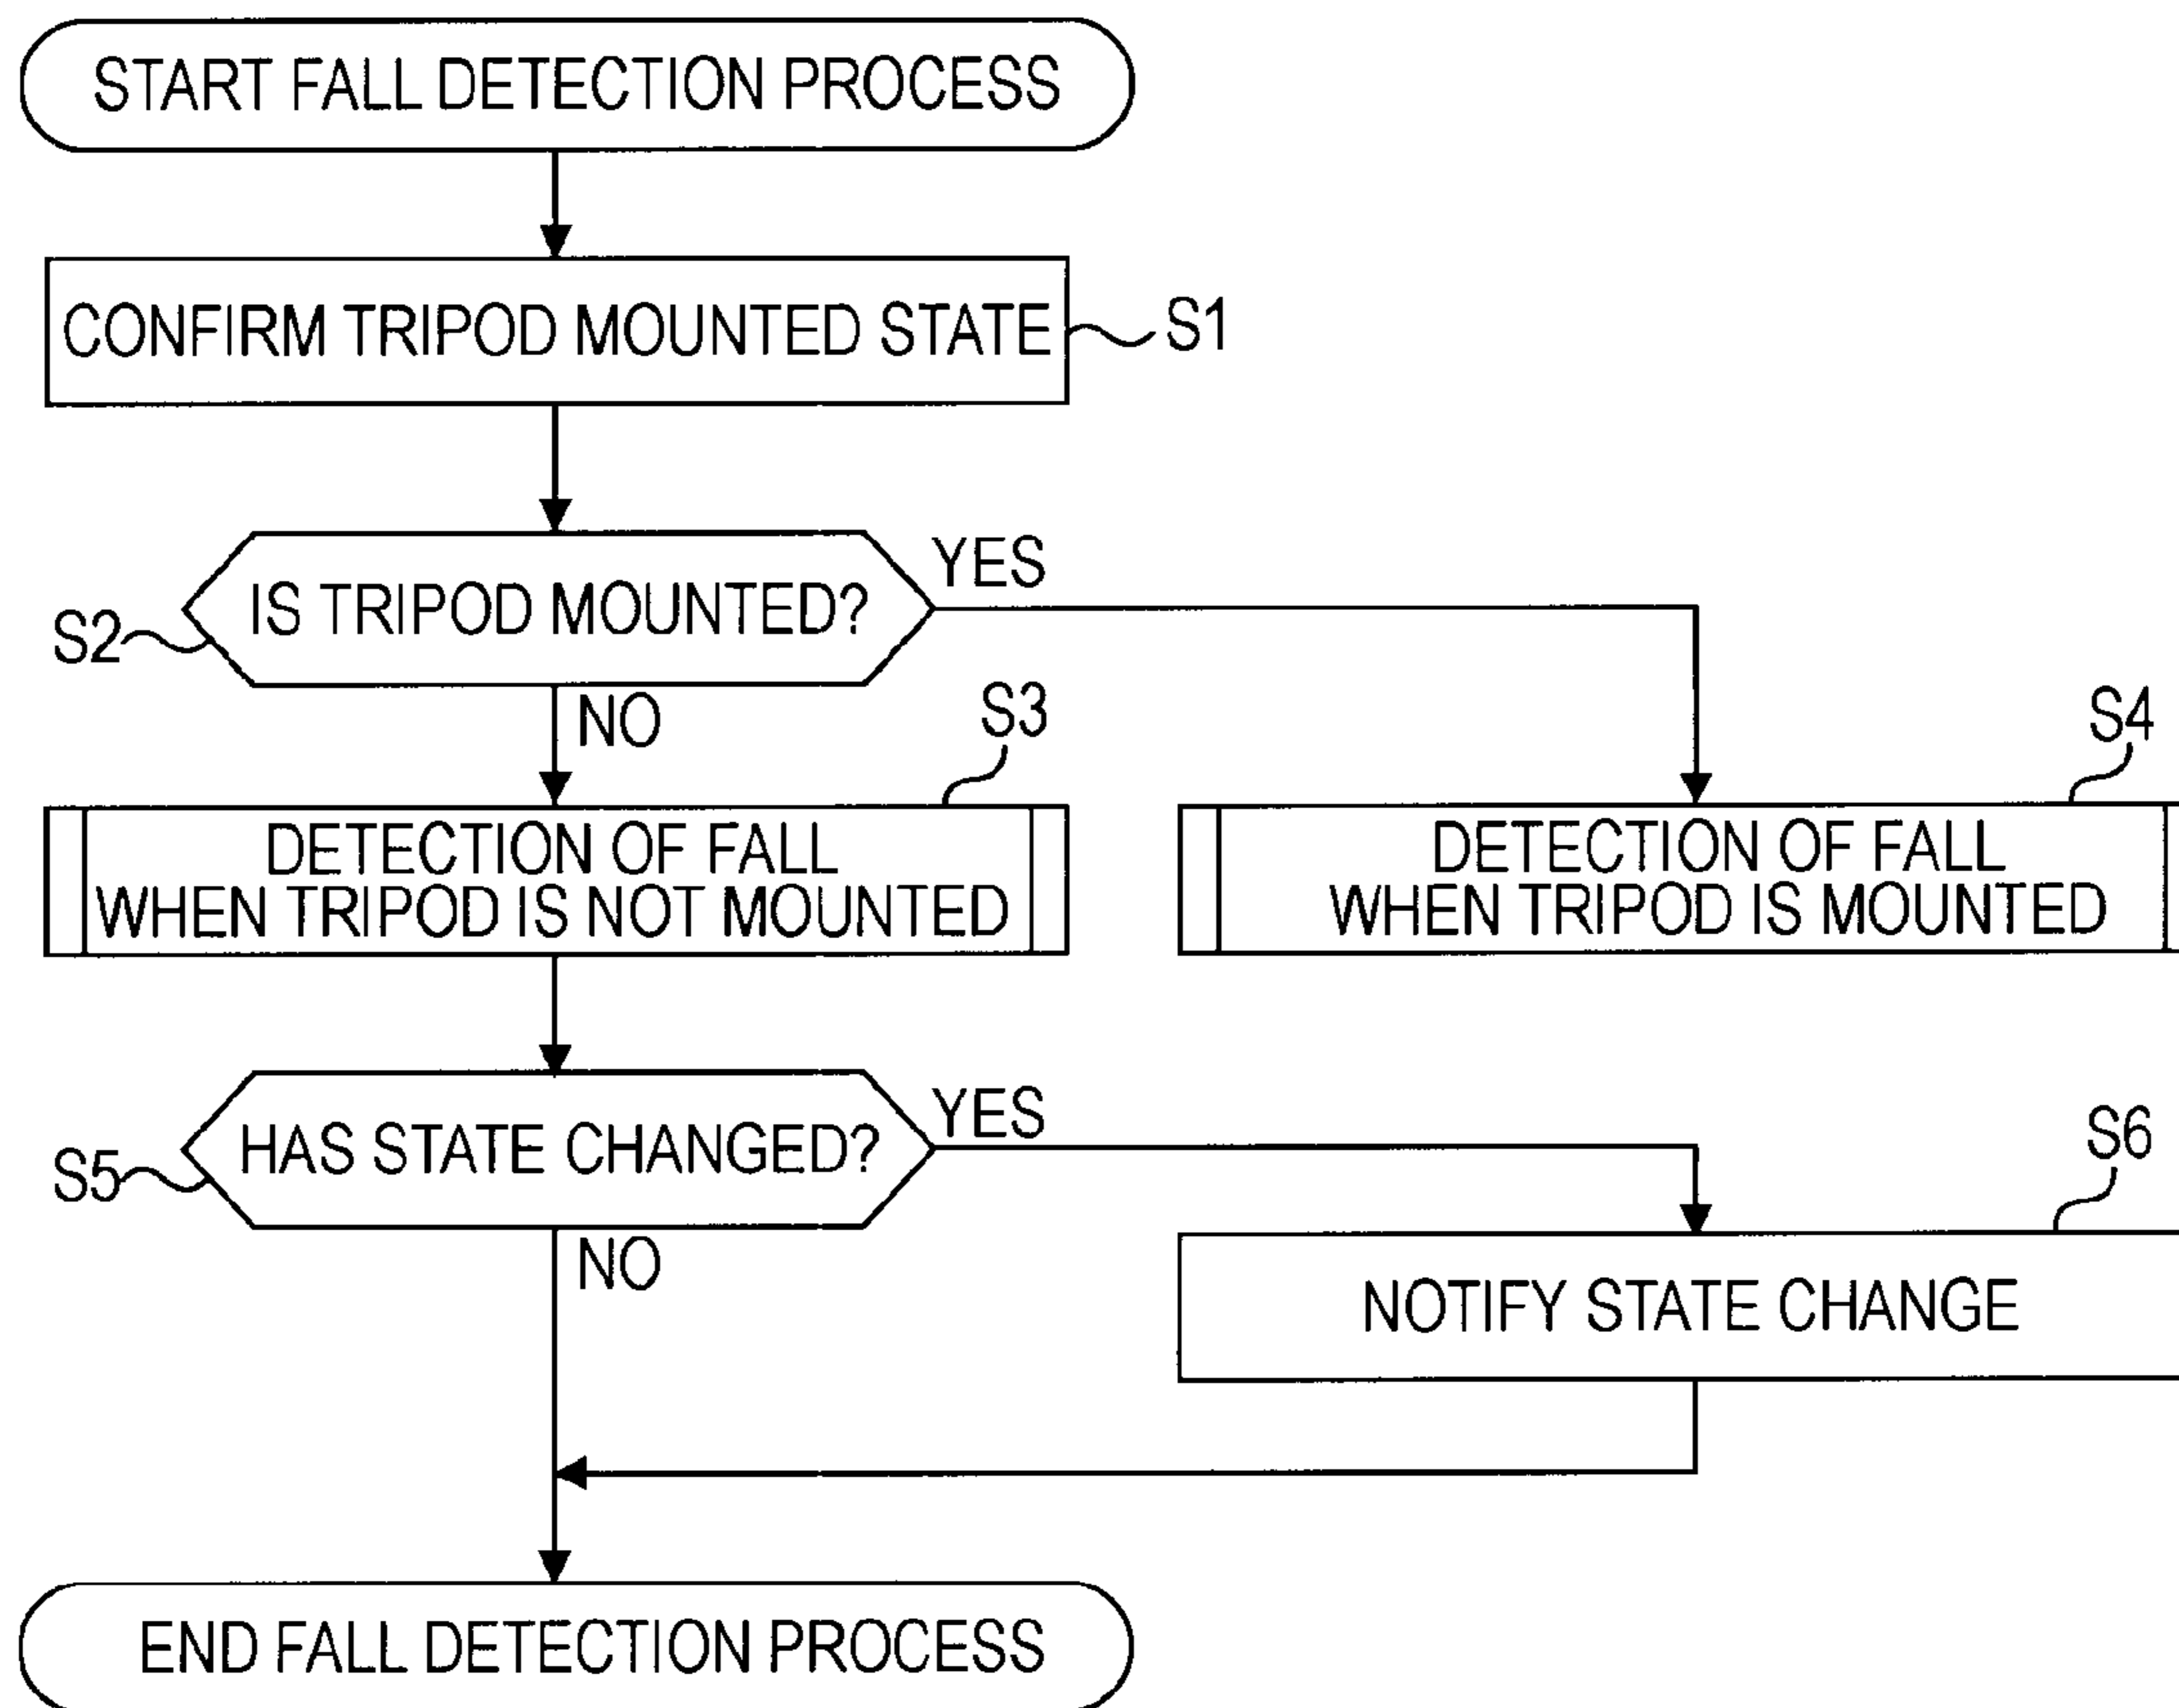 START FALL DETECTION PROCESS
CONFIRM TRIPOD MOUNTED STATE
S1
IS TRIPOD MOUNTED?
YES
S2
NO
S3
S4
DETECTION OF FALL
WHEN TRIPOD IS NOT MOUNTED
DETECTION OF FALL
WHEN TRIPOD IS MOUNTED
HAS STATE CHANGED?
YES
S5
S6
NO
NOTIFY STATE CHANGE
END FALL DETECTION PROCESS